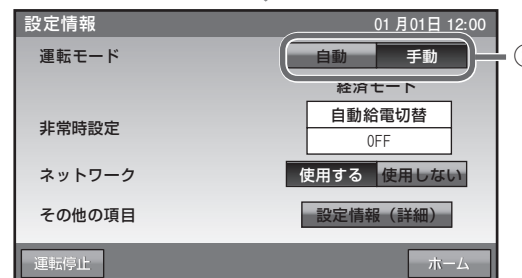 設定情報 01月01日 12:00
運転モード 自動 手動
経済モード
非常時設定 自動給電切替
OFF
ネットワーク 使用する 使用しない
その他の項目 設定情報（詳細）
運転停止 ホーム